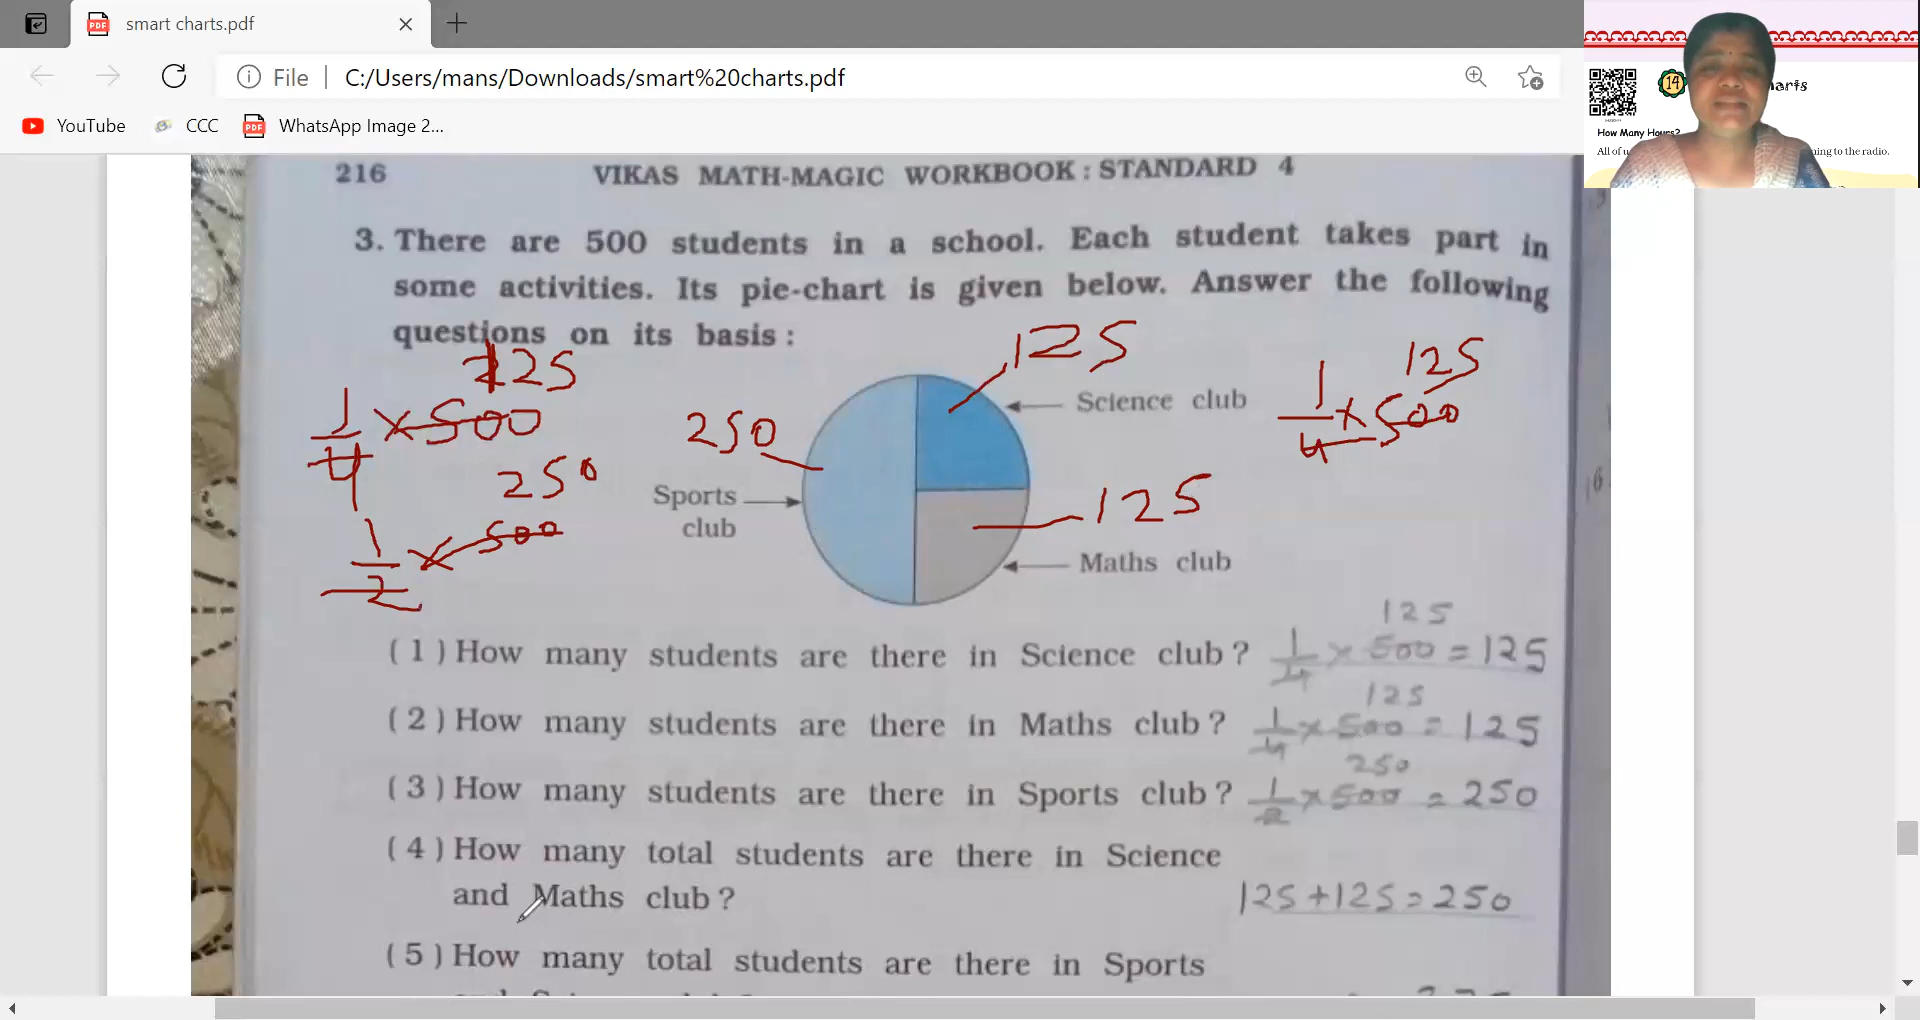 smart charts.pdf
File C:/Users/mans/Downloads/smart%20charts.pdf
YouTube CCC WhatsApp Image 2...
14
How Many Hours?
216 VIKAS MATH-MAGIC WORKBOOK : STANDARD 4
3. There are 500 students in a school. Each student takes part in
some activities. Its pie-chart is given below. Answer the following
questions on its basis :
125
1/4 × 500
250
1/2 × 500
250
125
125
125
1/4 × 500
Science club
Sports
club
Maths club
125
(1) How many students are there in Science club? 1/4 × 500 = 125
125
(2) How many students are there in Maths club? 1/4 × 500 = 125
250
(3) How many students are there in Sports club? 1/2 × 500 = 250
(4) How many total students are there in Science
and Maths club? 125+125=250
(5) How many total students are there in Sports